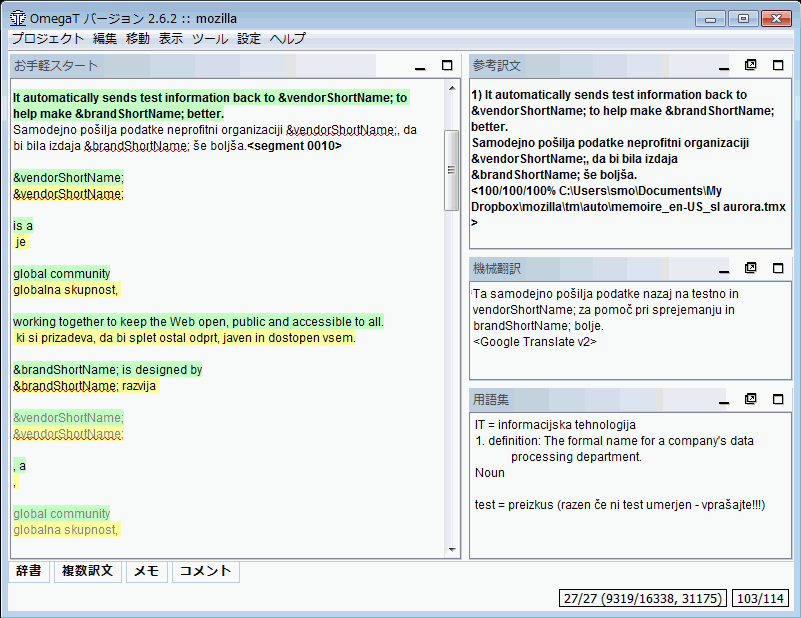 OmegaT バージョン 2.6.2 :: mozilla
プロジェクト 編集 移動 表示 ツール 設定 ヘルプ
お手軽スタート
It automatically sends test information back to &vendorShortName; to
help make &brandShortName; better.
Samodejno pošilja podatke neprofitni organizaciji &vendorShortName;, da
bi bila izdaja &brandShortName; še boljša.<segment 0010>
&vendorShortName;
&vendorShortName;
is a
je
global community
globalna skupnost,
working together to keep the Web open, public and accessible to all.
ki si prizadeva, da bi splet ostal odprt, javen in dostopen vsem.
&brandShortName; is designed by
&brandShortName; razvija
&vendorShortName;
&vendorShortName;
, a
,
global community
globalna skupnost,
参考訳文
1) It automatically sends test information back to
&vendorShortName; to help make &brandShortName;
better.
Samodejno pošilja podatke neprofitni organizaciji
&vendorShortName;, da bi bila izdaja
&brandShortName; še boljša.
<100/100/100% C:\Users\smo\Documents\My
Dropbox\mozilla\tm\auto\memoire_en-US_sl aurora.tmx
>
機械翻訳
Ta samodejno pošilja podatke nazaj na testno in
vendorShortName; za pomoč pri sprejemanju in
brandShortName; bolje.
<Google Translate v2>
用語集
IT = informacijska tehnologija
1. definition: The formal name for a company's data
processing department.
Noun
test = preizkus (razen če ni test umerjen - vprašajte!!!)
辞書 複数訳文 メモ コメント
27/27 (9319/16338, 31175) 103/114